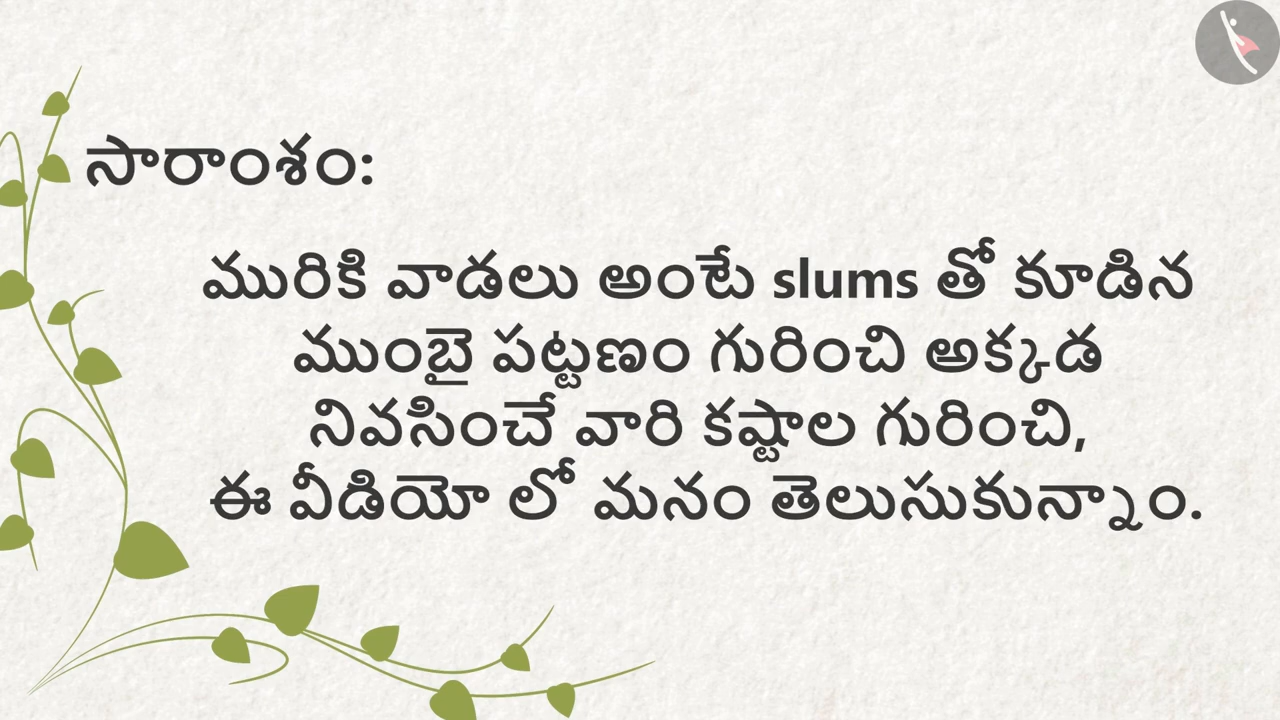 సారాంశం:
మురికి వాడలు అంటే slums తో కూడిన
ముంబై పట్టణం గురించి అక్కడ
నివసించే వారి కష్టాల గురించి,
ఈ వీడియో లో మనం తెలుసుకున్నాం.